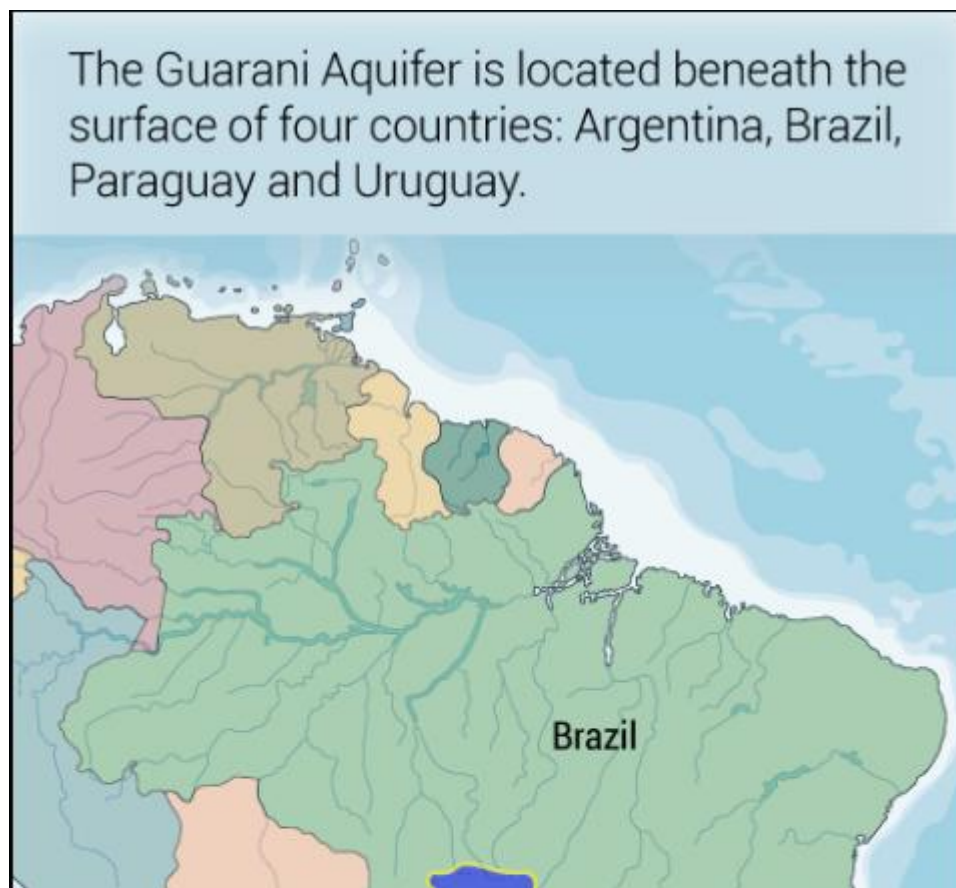 The Guarani Aquifer is located beneath the
surface of four countries: Argentina, Brazil,
Paraguay and Uruguay.
Brazil